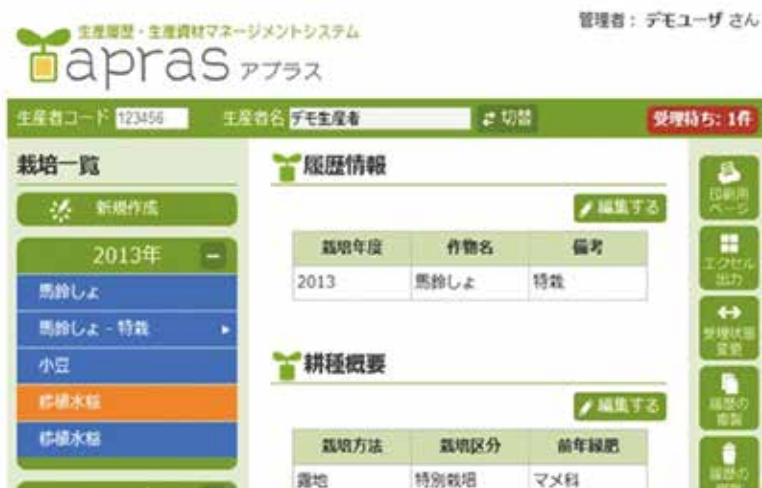 管理者： デモユーザ さん
生産履歴・生産資材マネージメントシステム
apras アプラス
生産者コード 123456 生産者名 デモ生産者 切替 受理待ち: 1件
栽培一覧
新規作成
2013年
馬鈴しょ
馬鈴しょ - 特栽
小豆
移植水稲
移植水稲
履歴情報
編集する
栽培年度 作物名 備考
2013 馬鈴しょ 特栽
耕種概要
編集する
栽培方法 栽培区分 前年緑肥
露地 特別栽培 マメ科
印刷用
ページ
エクセル
出力
受理状態
変更
履歴の
複製
履歴の